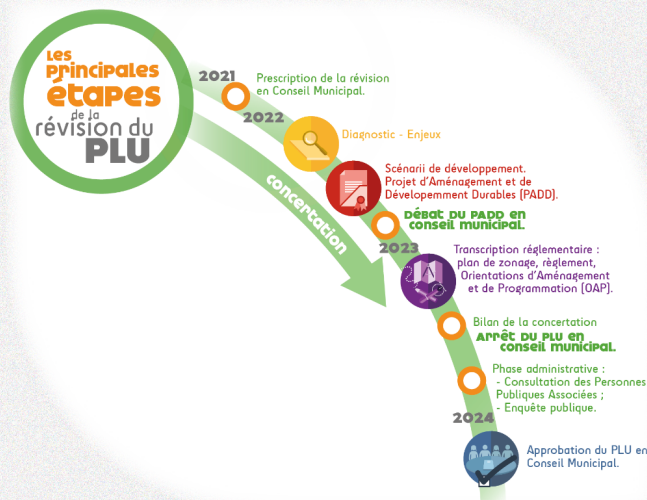 Les
principales
étapes
de la
révision du
PLU
2021
Prescription de la révision
en Conseil Municipal.
2022
Diagnostic - Enjeux
Scénarii de développement.
Projet d'Aménagement et de
Dévelopemment Durables (PADD).
concertation
Débat du PADD en
conseil municipal.
2023
Transcription réglementaire :
plan de zonage, règlement,
Orientations d'Aménagement
et de Programmation (OAP).
Bilan de la concertation
Arrêt du PLU en
conseil municipal.
Phase administrative :
- Consultation des Personnes
Publiques Associées ;
- Enquête publique.
2024
Approbation du PLU en
Conseil Municipal.